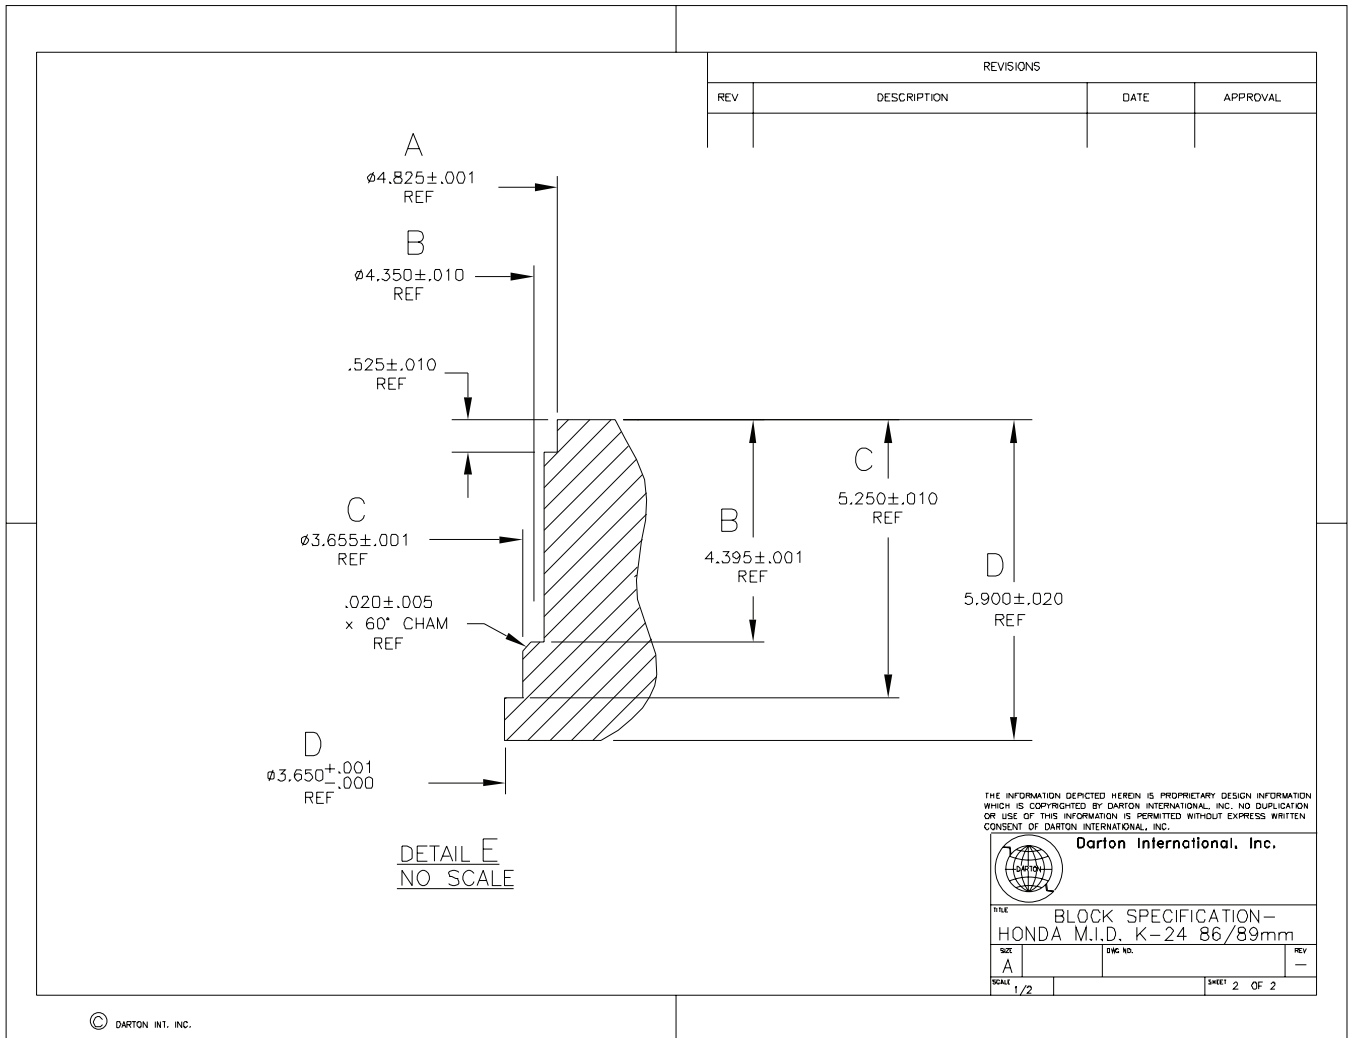 REVISIONS
REV DESCRIPTION DATE APPROVAL
A
ø4.825±.001
REF
B
ø4.350±.010
REF
.525±.010
REF
C
ø3.655±.001
REF
.020±.005
x 60° CHAM
REF
B
4.395±.001
REF
C
5.250±.010
REF
D
5.900±.020
REF
D
ø3.650+.001
-.000
REF
DETAIL E
NO SCALE
THE INFORMATION DEPICTED HEREIN IS PROPRIETARY DESIGN INFORMATION
WHICH IS COPYRIGHTED BY DARTON INTERNATIONAL, INC. NO DUPLICATION
OR USE OF THIS INFORMATION IS PERMITTED WITHOUT EXPRESS WRITTEN
CONSENT OF DARTON INTERNATIONAL, INC.
DARTON
Darton International, Inc.
TITLE
BLOCK SPECIFICATION-
HONDA M.I.D. K-24 86/89mm
SIZE
A
DWG NO.
REV
-
SCALE 1/2
SHEET 2 OF 2
© DARTON INT. INC.